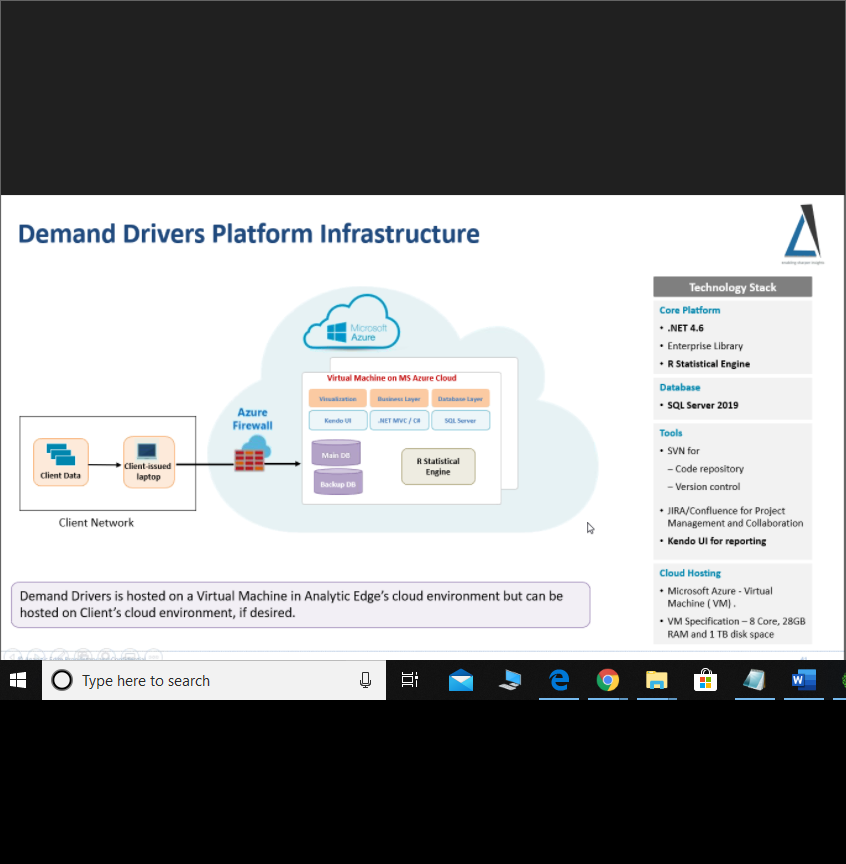 Demand Drivers Platform Infrastructure
Microsoft
Azure
Virtual Machine on MS Azure Cloud
Visualization
Business Layer
Database Layer
Kendo UI
.NET MVC / C#
SQL Server
Main DB
Backup DB
R Statistical
Engine
Azure
Firewall
Client Data
Client-issued
laptop
Client Network
Demand Drivers is hosted on a Virtual Machine in Analytic Edge's cloud environment but can be
hosted on Client's cloud environment, if desired.
Technology Stack
Core Platform
• .NET 4.6
• Enterprise Library
• R Statistical Engine
Database
• SQL Server 2019
Tools
• SVN for
– Code repository
– Version control
• JIRA/Confluence for Project
Management and Collaboration
• Kendo UI for reporting
Cloud Hosting
• Microsoft Azure - Virtual
Machine ( VM) .
• VM Specification – 8 Core, 28GB
RAM and 1 TB disk space
Type here to search